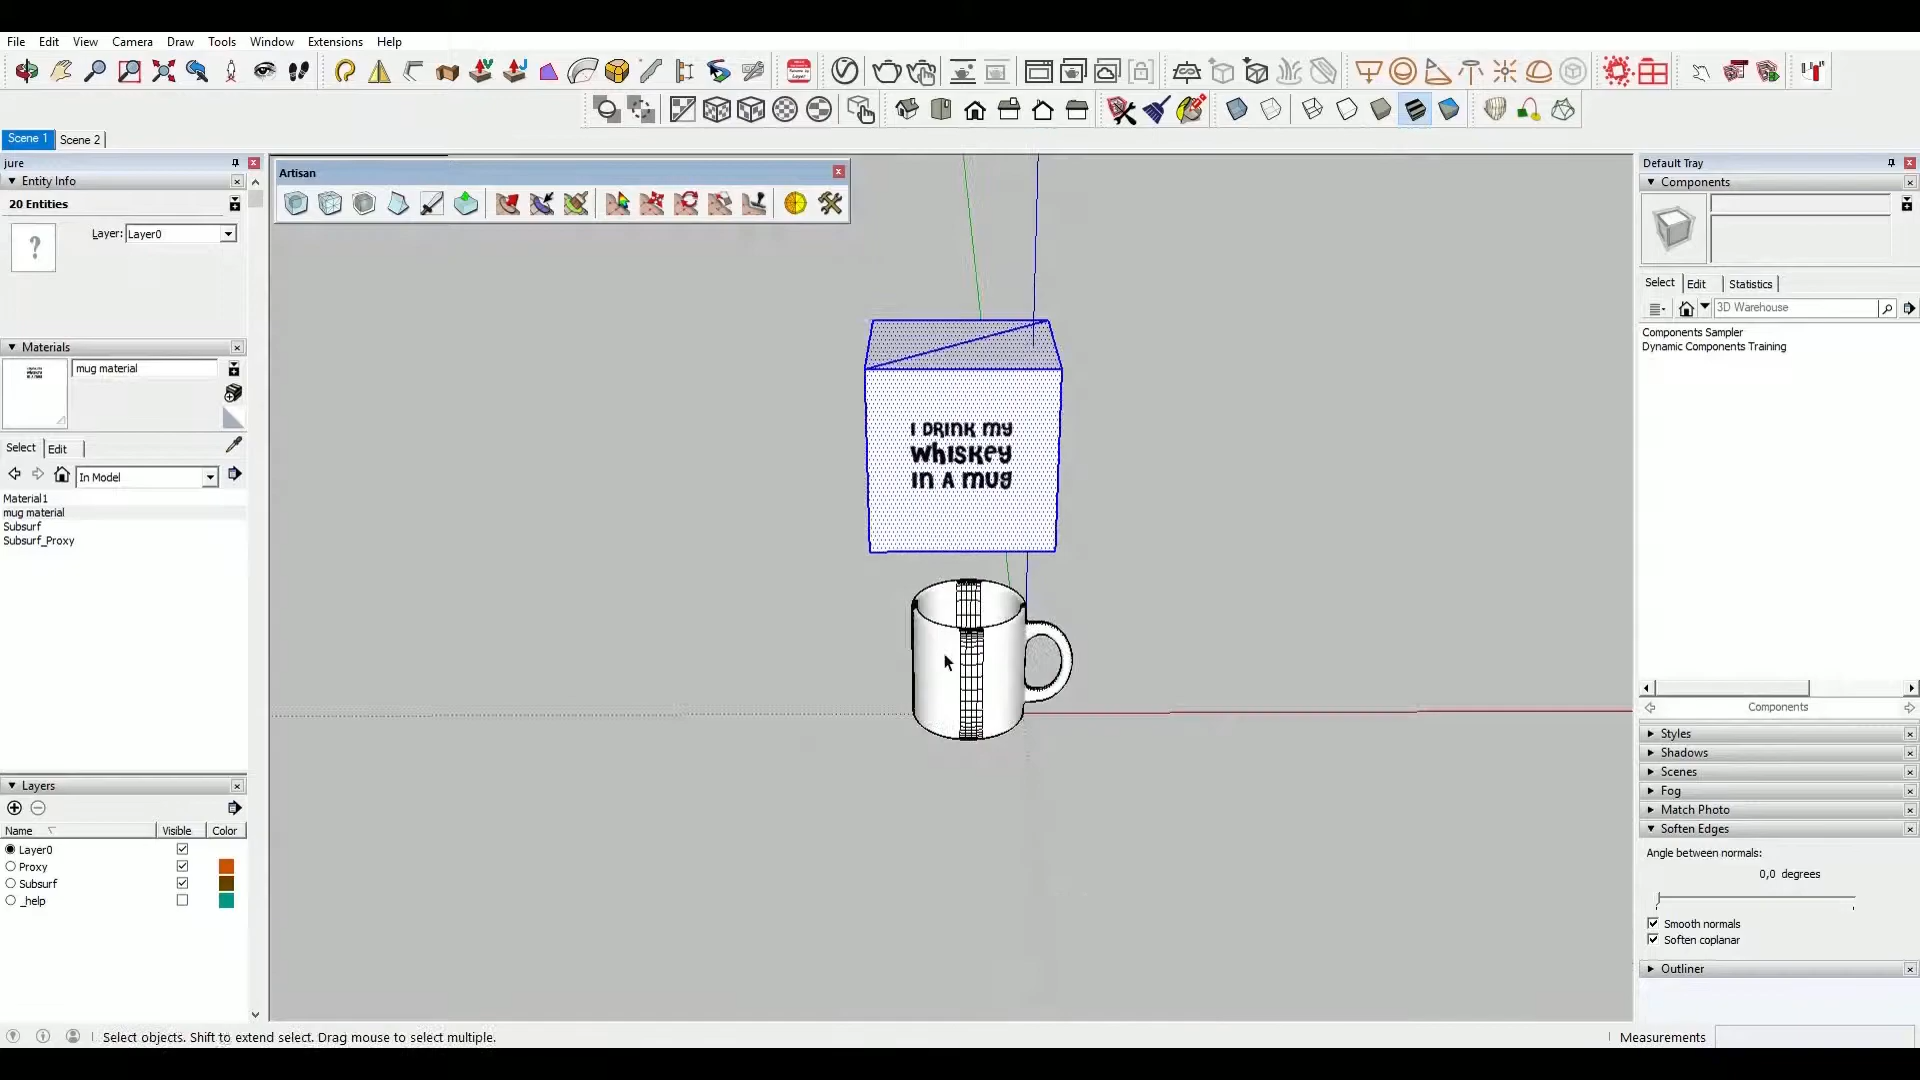 File Edit View Camera Draw Tools Window Extensions Help
Scene 1 Scene 2
jure
Entity Info
20 Entities
?
Layer: Layer0
Materials
mug material
Select Edit
In Model
Material1
mug material
Subsurf
Subsurf_Proxy
Layers
Name Visible Color
Layer0
Proxy
Subsurf
_help
Artisan
I DRINK my
whiskey
in A mug
Default Tray
Components
Select Edit Statistics
3D Warehouse
Components Sampler
Dynamic Components Training
Components
Styles
Shadows
Scenes
Fog
Match Photo
Soften Edges
Angle between normals:
0,0 degrees
Smooth normals
Soften coplanar
Outliner
Select objects. Shift to extend select. Drag mouse to select multiple.
Measurements